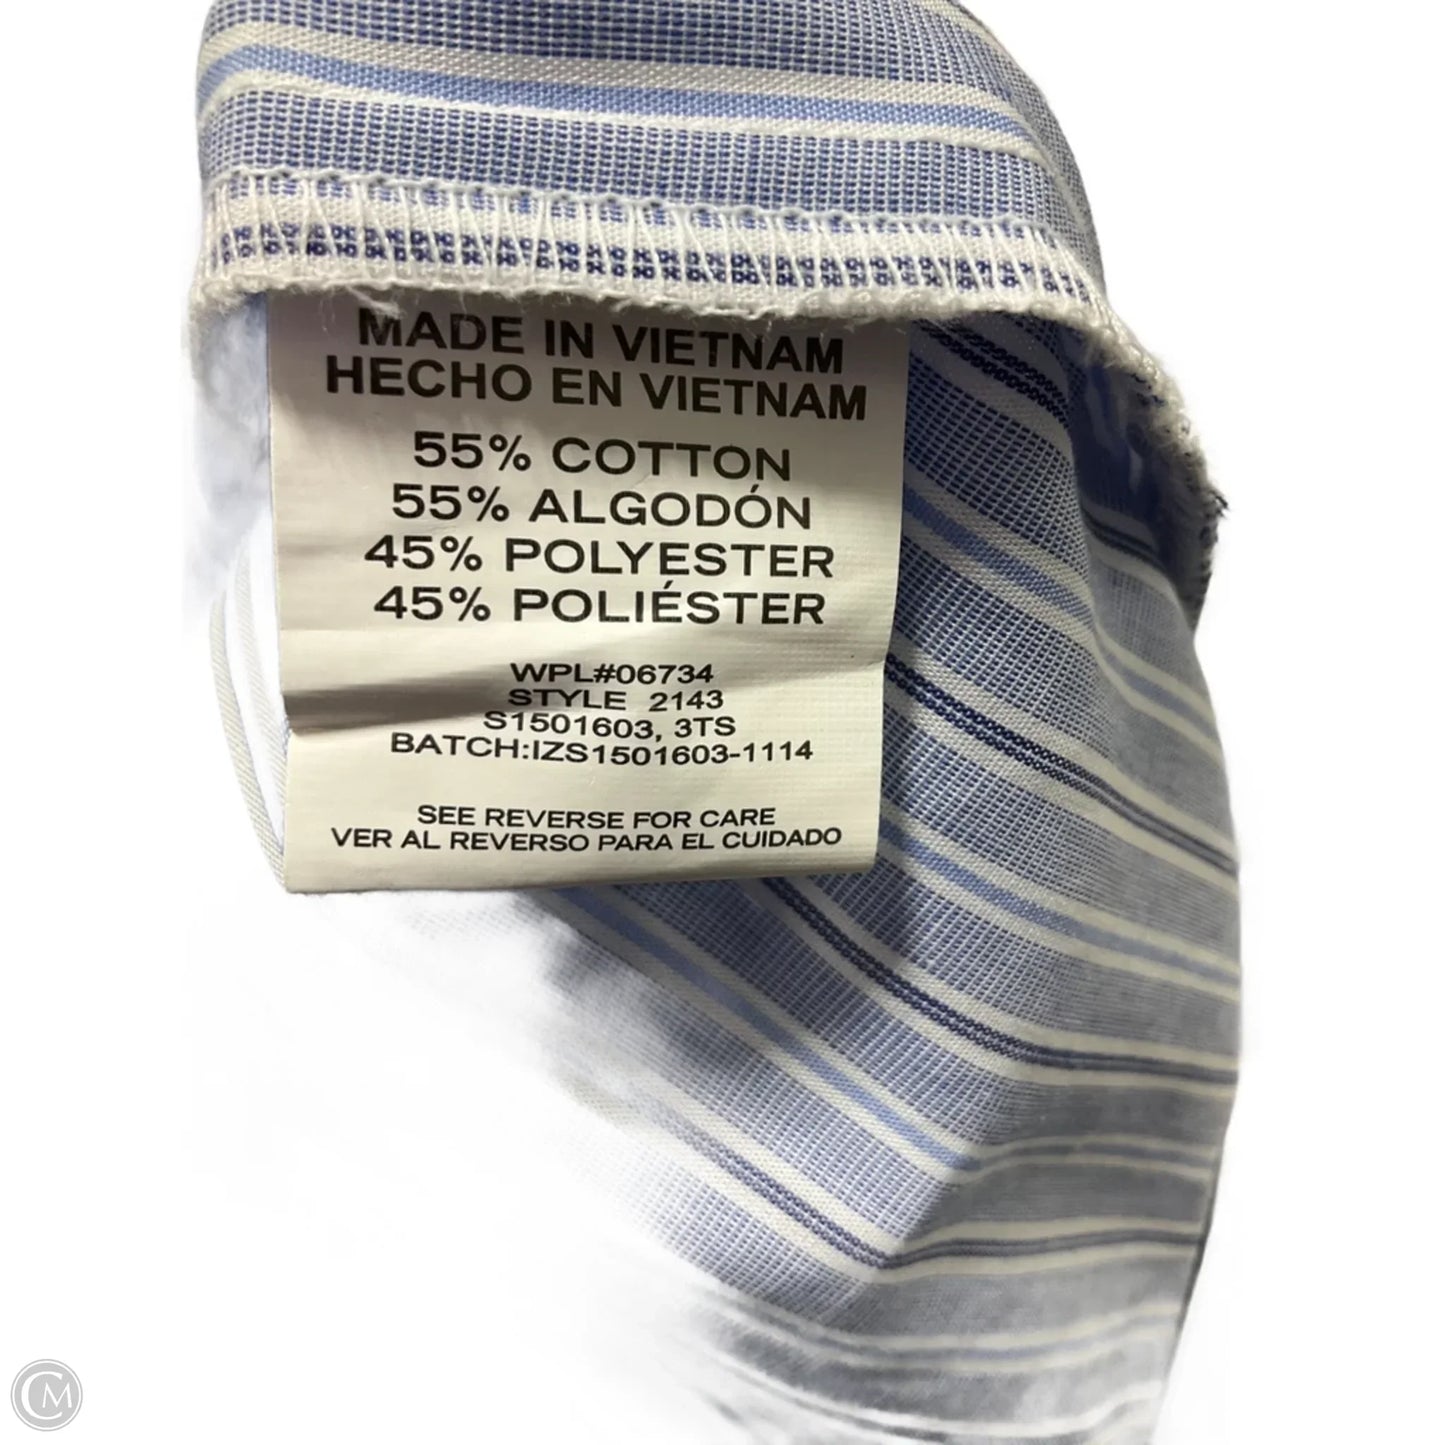 MADE IN VIETNAM
HECHO EN VIETNAM
55% COTTON
55% ALGODÓN
45% POLYESTER
45% POLIÉSTER
WPL#06734
STYLE 2143
S1501603, 3TS
BATCH:IZS1501603-1114
SEE REVERSE FOR CARE
VER AL REVERSO PARA EL CUIDADO
CM